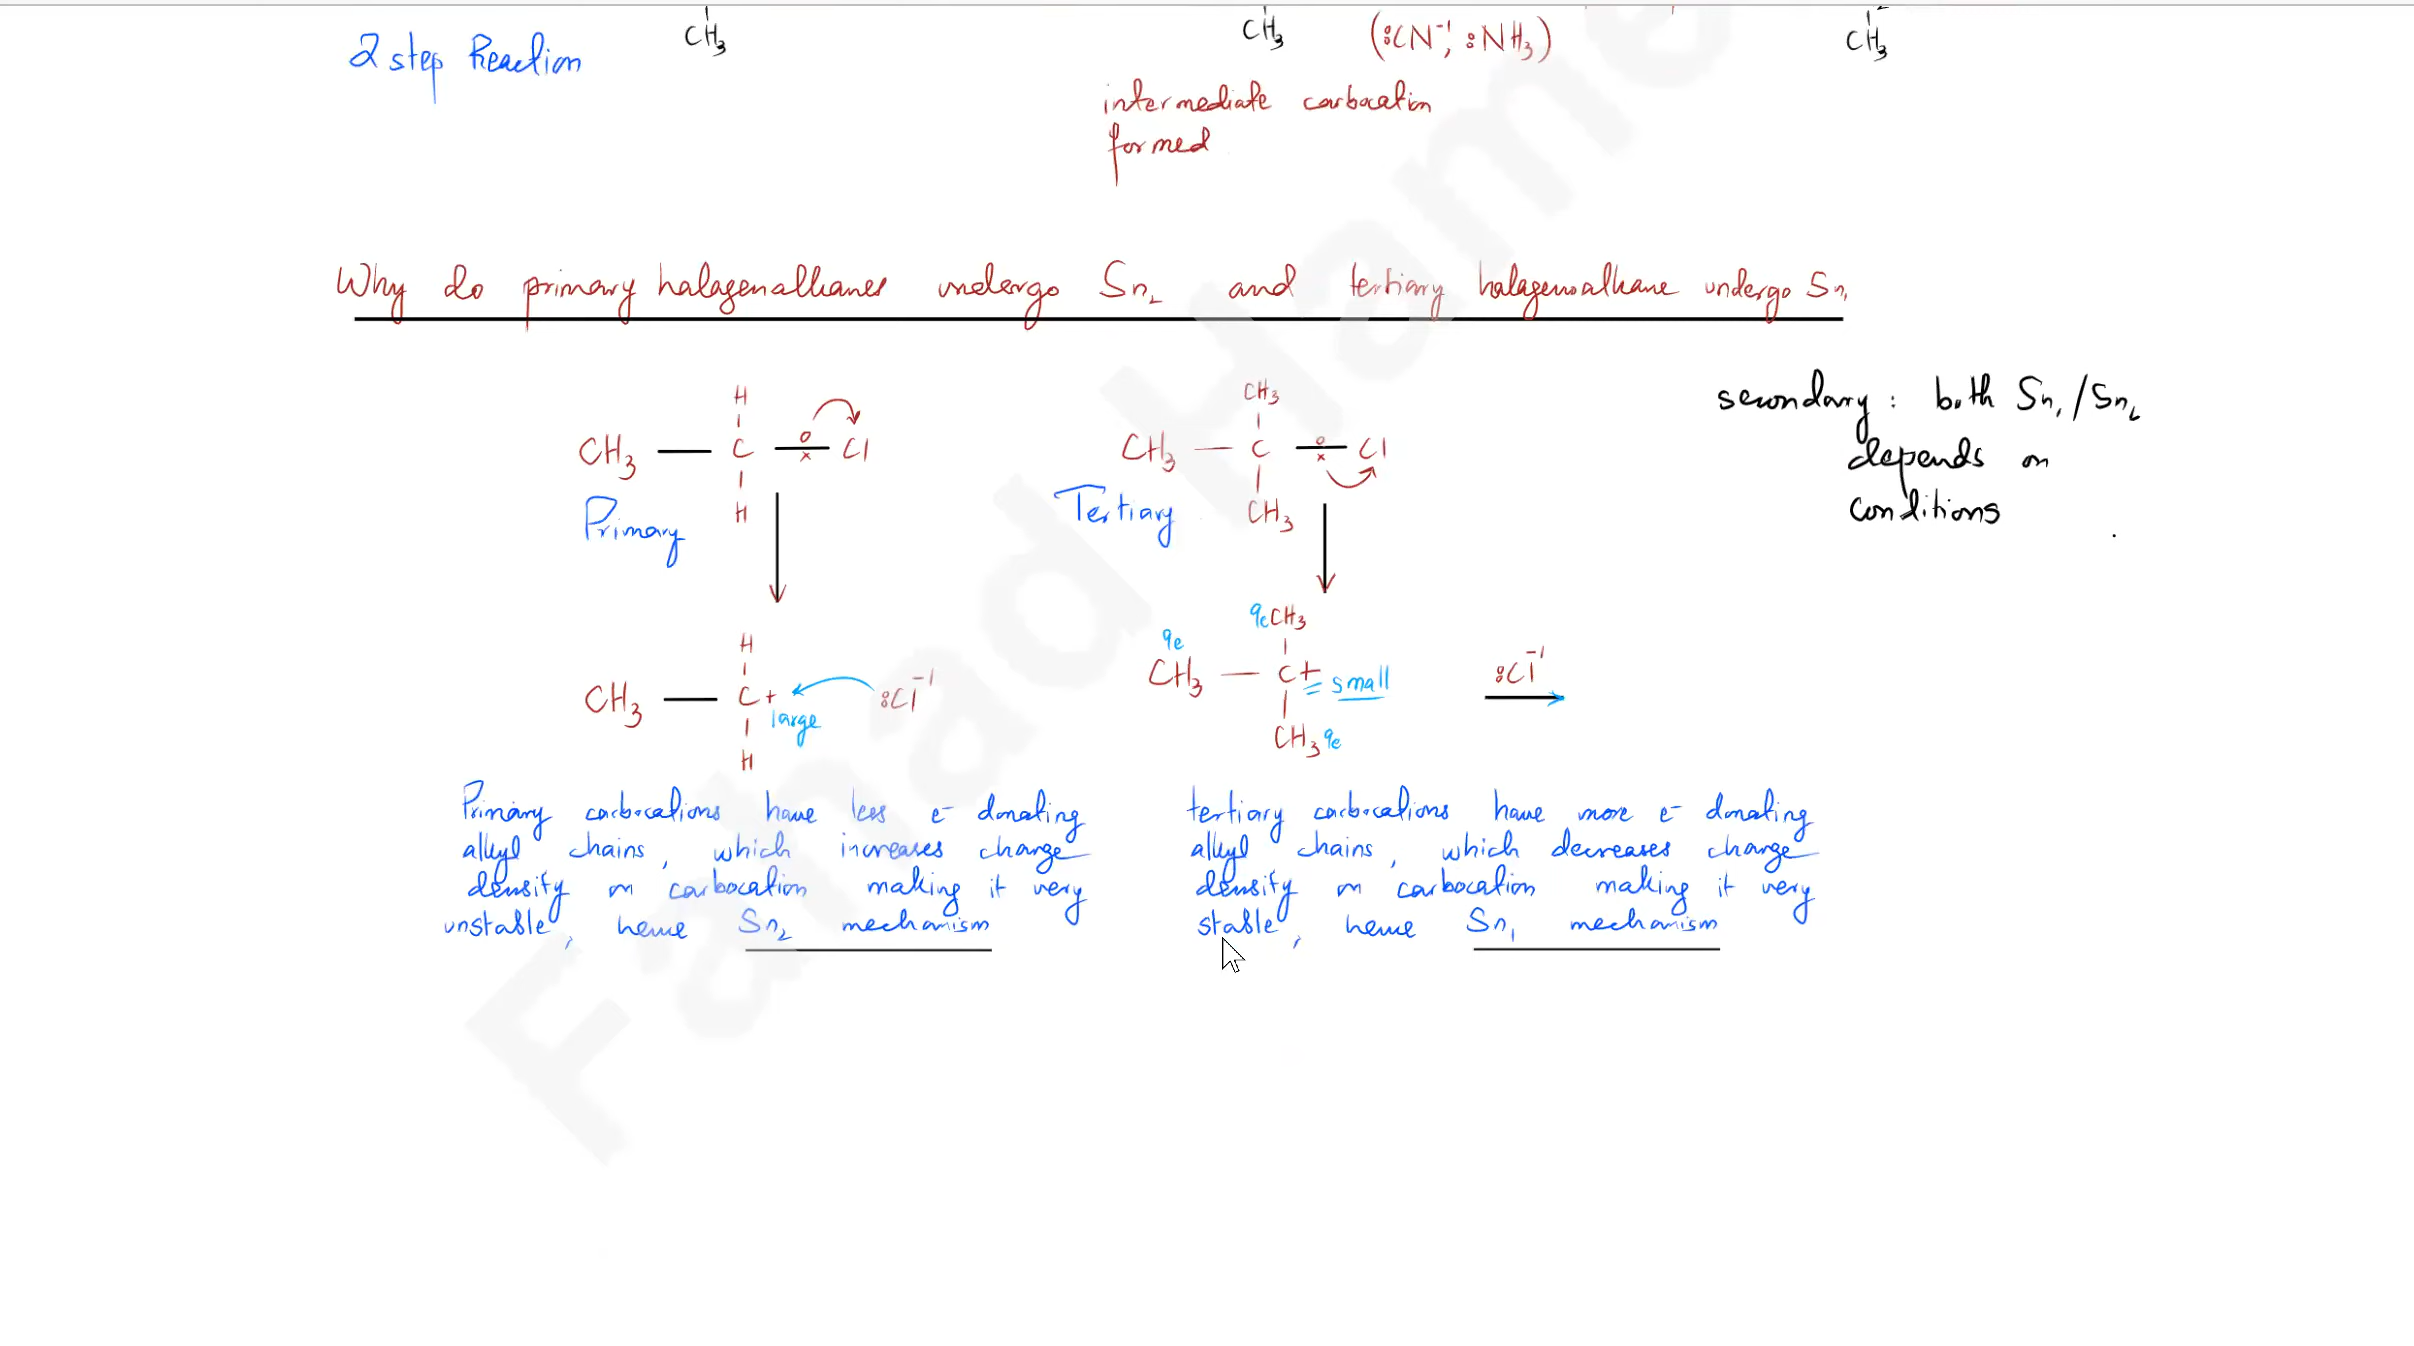 2 step Reaction
CH3
CH3
(:CN-1, :NH3)
CH3
intermediate carbocation
formed
Why do primary halagenalkanes undergo Sn2 and tertiary halagenoalkane undergo Sn1
H
CH3 — C — Cl
H
Primary
CH3
CH3 — C — Cl
CH3
Tertiary
secondary: both Sn1/Sn2
depends on
conditions
H
CH3 — C+ :Cl-1
large
H
CH3
CH3 — C+ small :Cl-1
CH3
Primary carbocations have less e- donating
alkyl chains, which increases charge
density on carbocation making it very
unstable, hence Sn2 mechanism
tertiary carbocations have more e- donating
alkyl chains, which decreases charge
density on carbocation making it very
stable, hence Sn1 mechanism
Fahad Hame